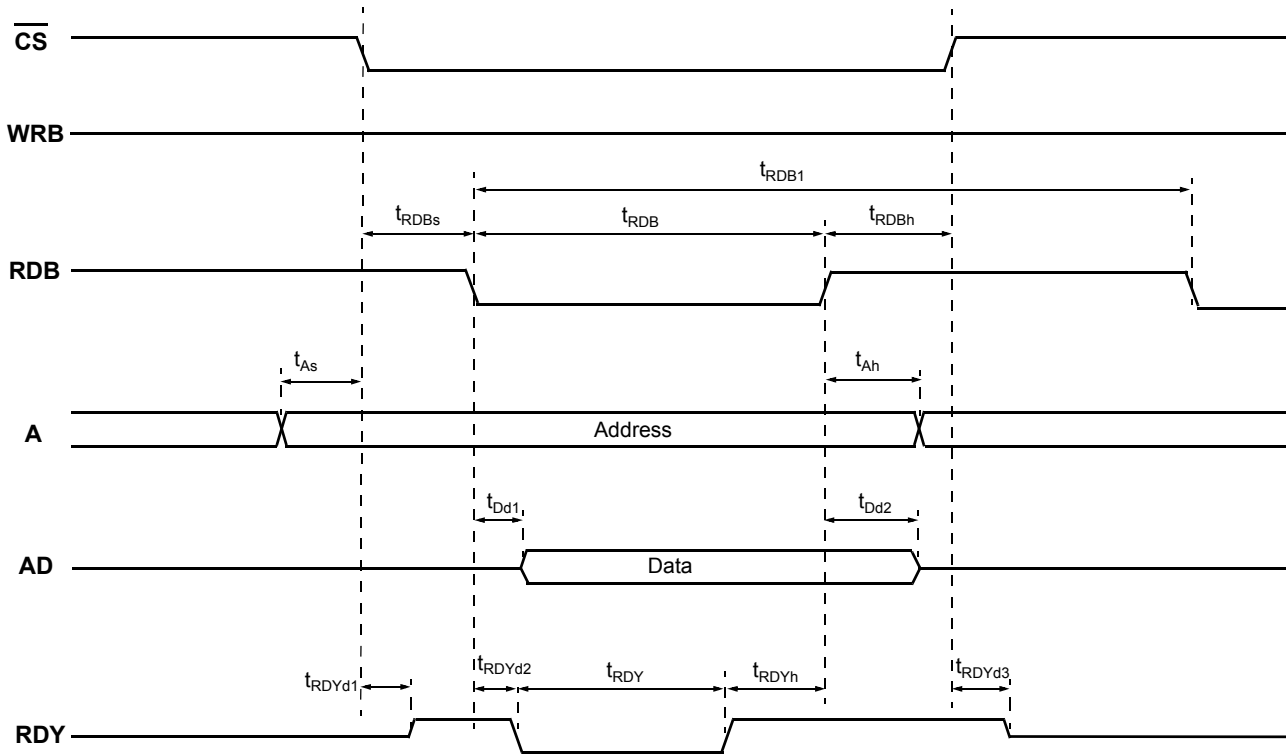 CS
WRB
tRDB1
tRDBs tRDB tRDBh
RDB
tAs tAh
A Address
tDd1 tDd2
AD Data
tRDYd1 tRDYd2 tRDY tRDYh tRDYd3
RDY